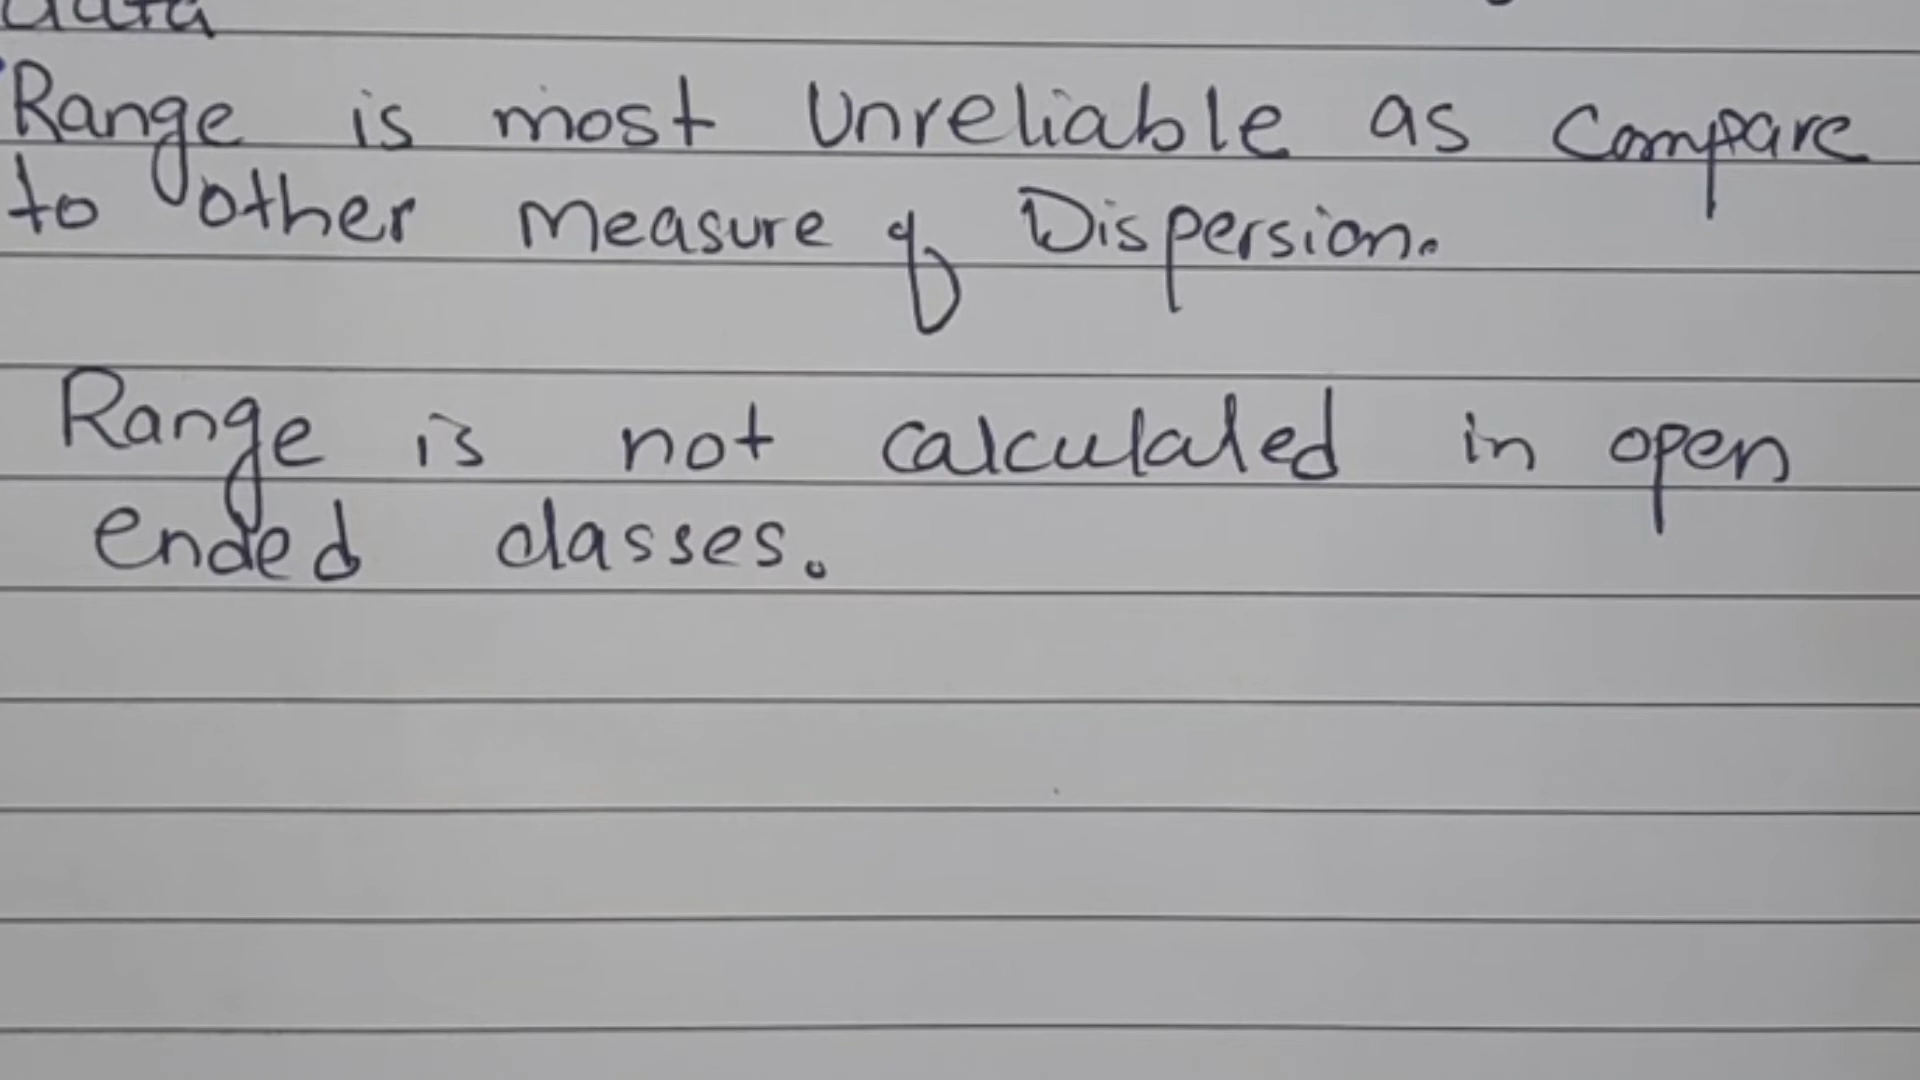 data
Range is most Unreliable as compare
to other measure of Dispersion.
Range is not calculated in open
ended classes.